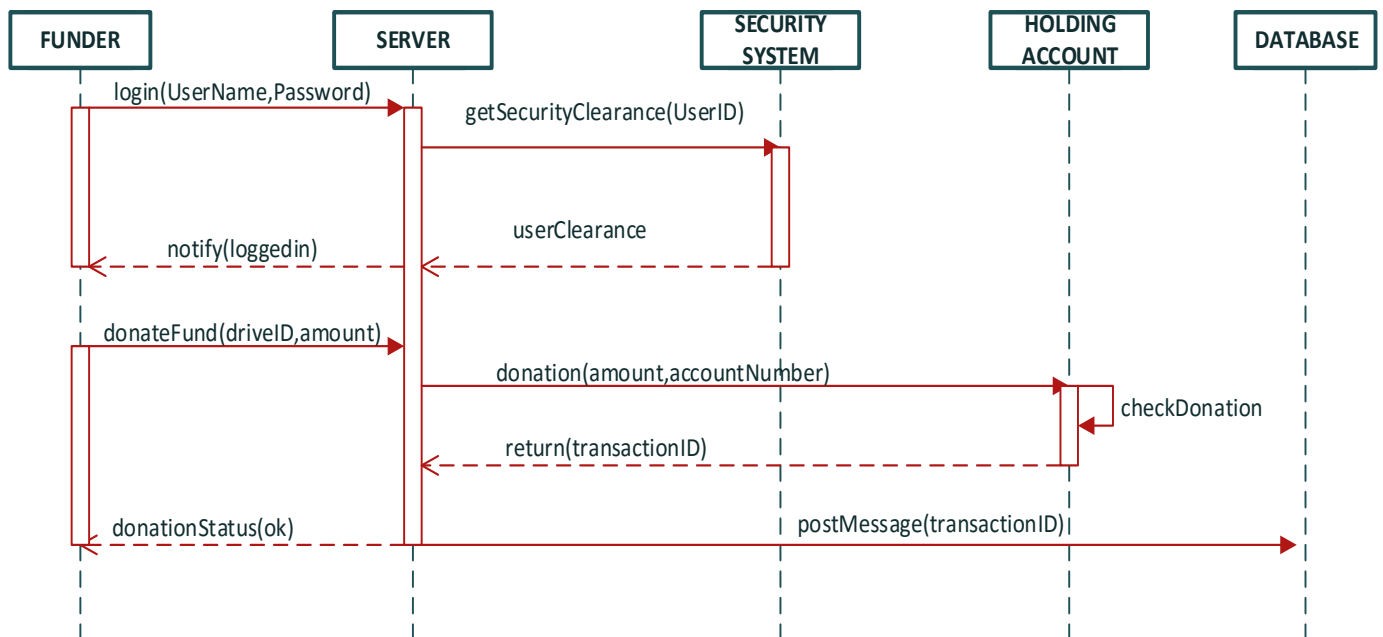 FUNDER
SERVER
SECURITY
SYSTEM
HOLDING
ACCOUNT
DATABASE
login(UserName,Password)
getSecurityClearance(UserID)
userClearance
notify(loggedin)
donateFund(driveID,amount)
donation(amount,accountNumber)
checkDonation
return(transactionID)
donationStatus(ok)
postMessage(transactionID)